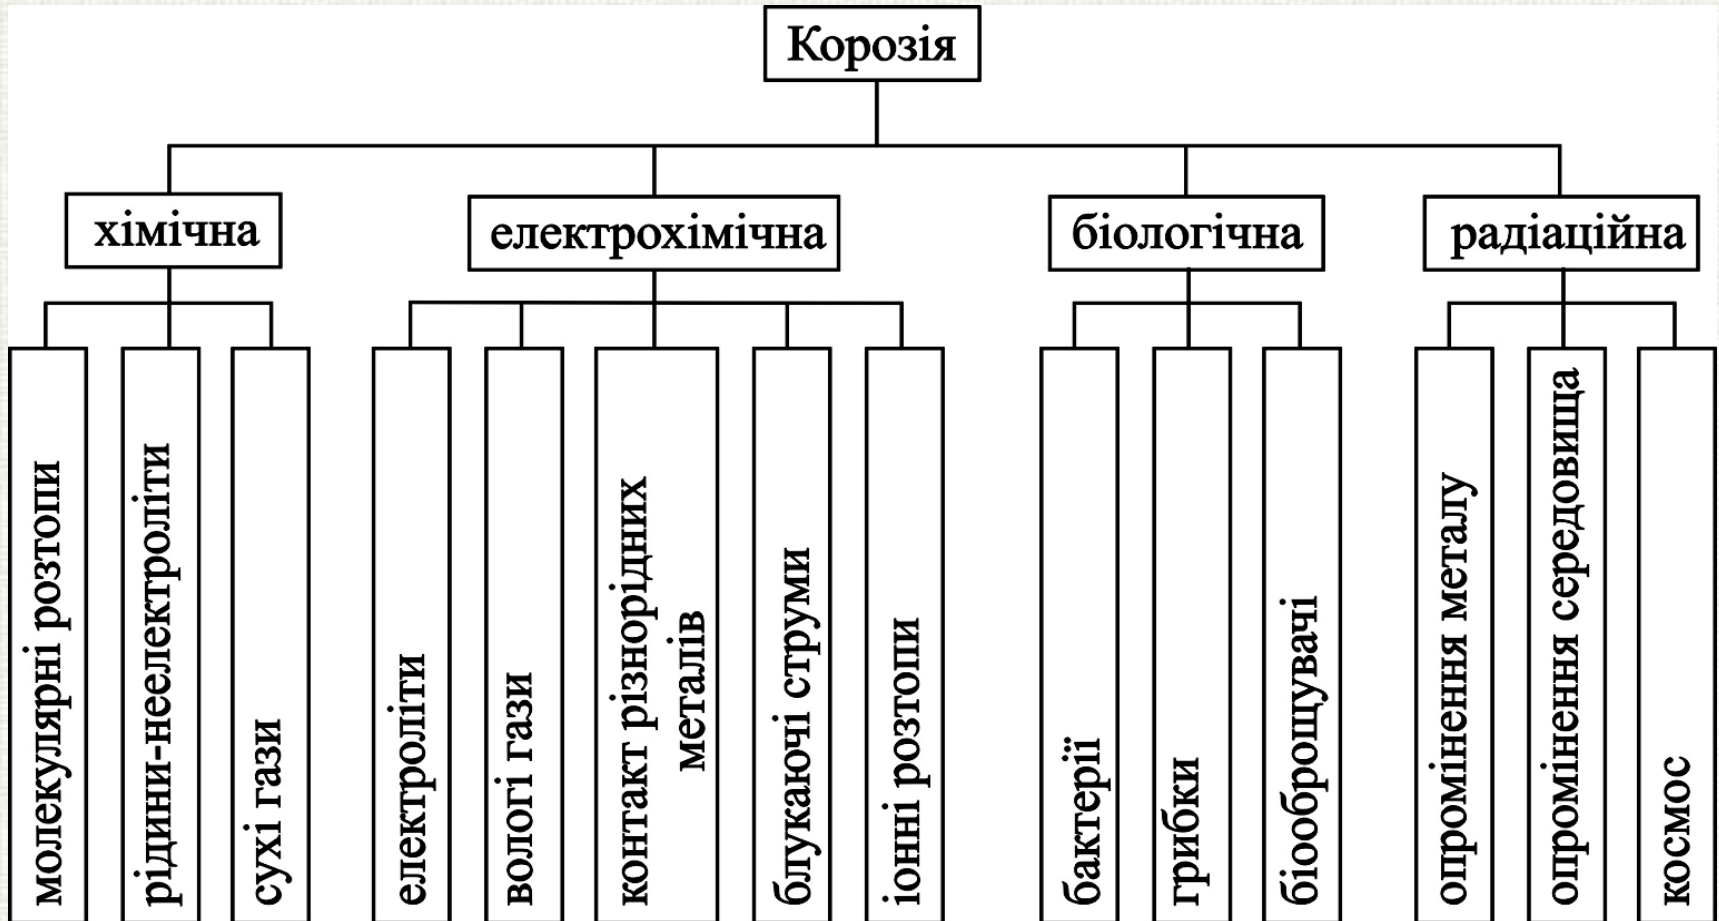 Корозія
хімічна
електрохімічна
біологічна
радіаційна
молекулярні розтопи
рідини-неелектроліти
сухі гази
електроліти
вологі гази
контакт різнорідних
металів
блукаючі струми
іонні розтопи
бактерії
грибки
біооброщувачі
опромінення металу
опромінення середовища
космос